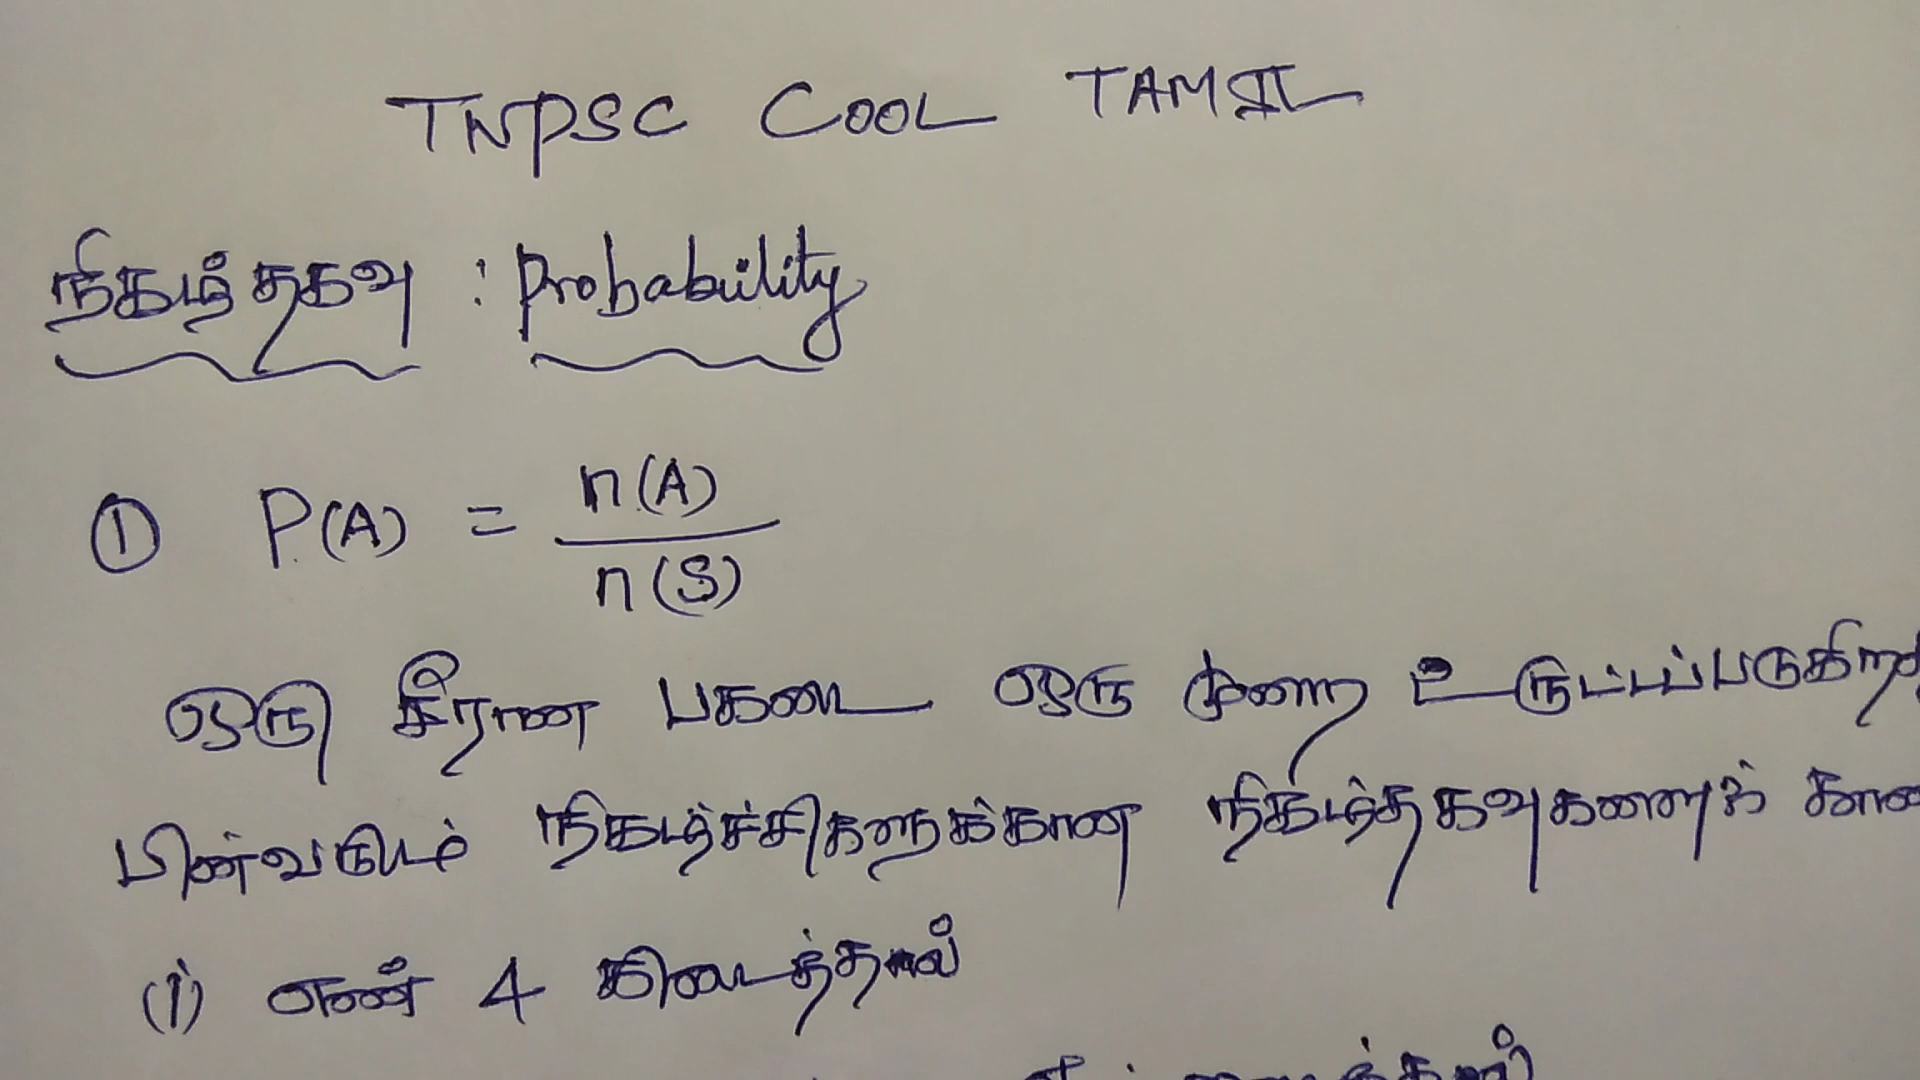 TNPSC COOL TAMIL
நிகழ்தகவு : Probability
① P(A) = n(A) / n(S)
ஒரு சீரான பகடை ஒரு முறை உருட்டப்படுகிறது
பின்வரும் நிகழ்ச்சிகளுக்கான நிகழ்தகவுகளைக்
(i) எண் 4 கிடைத்தல்